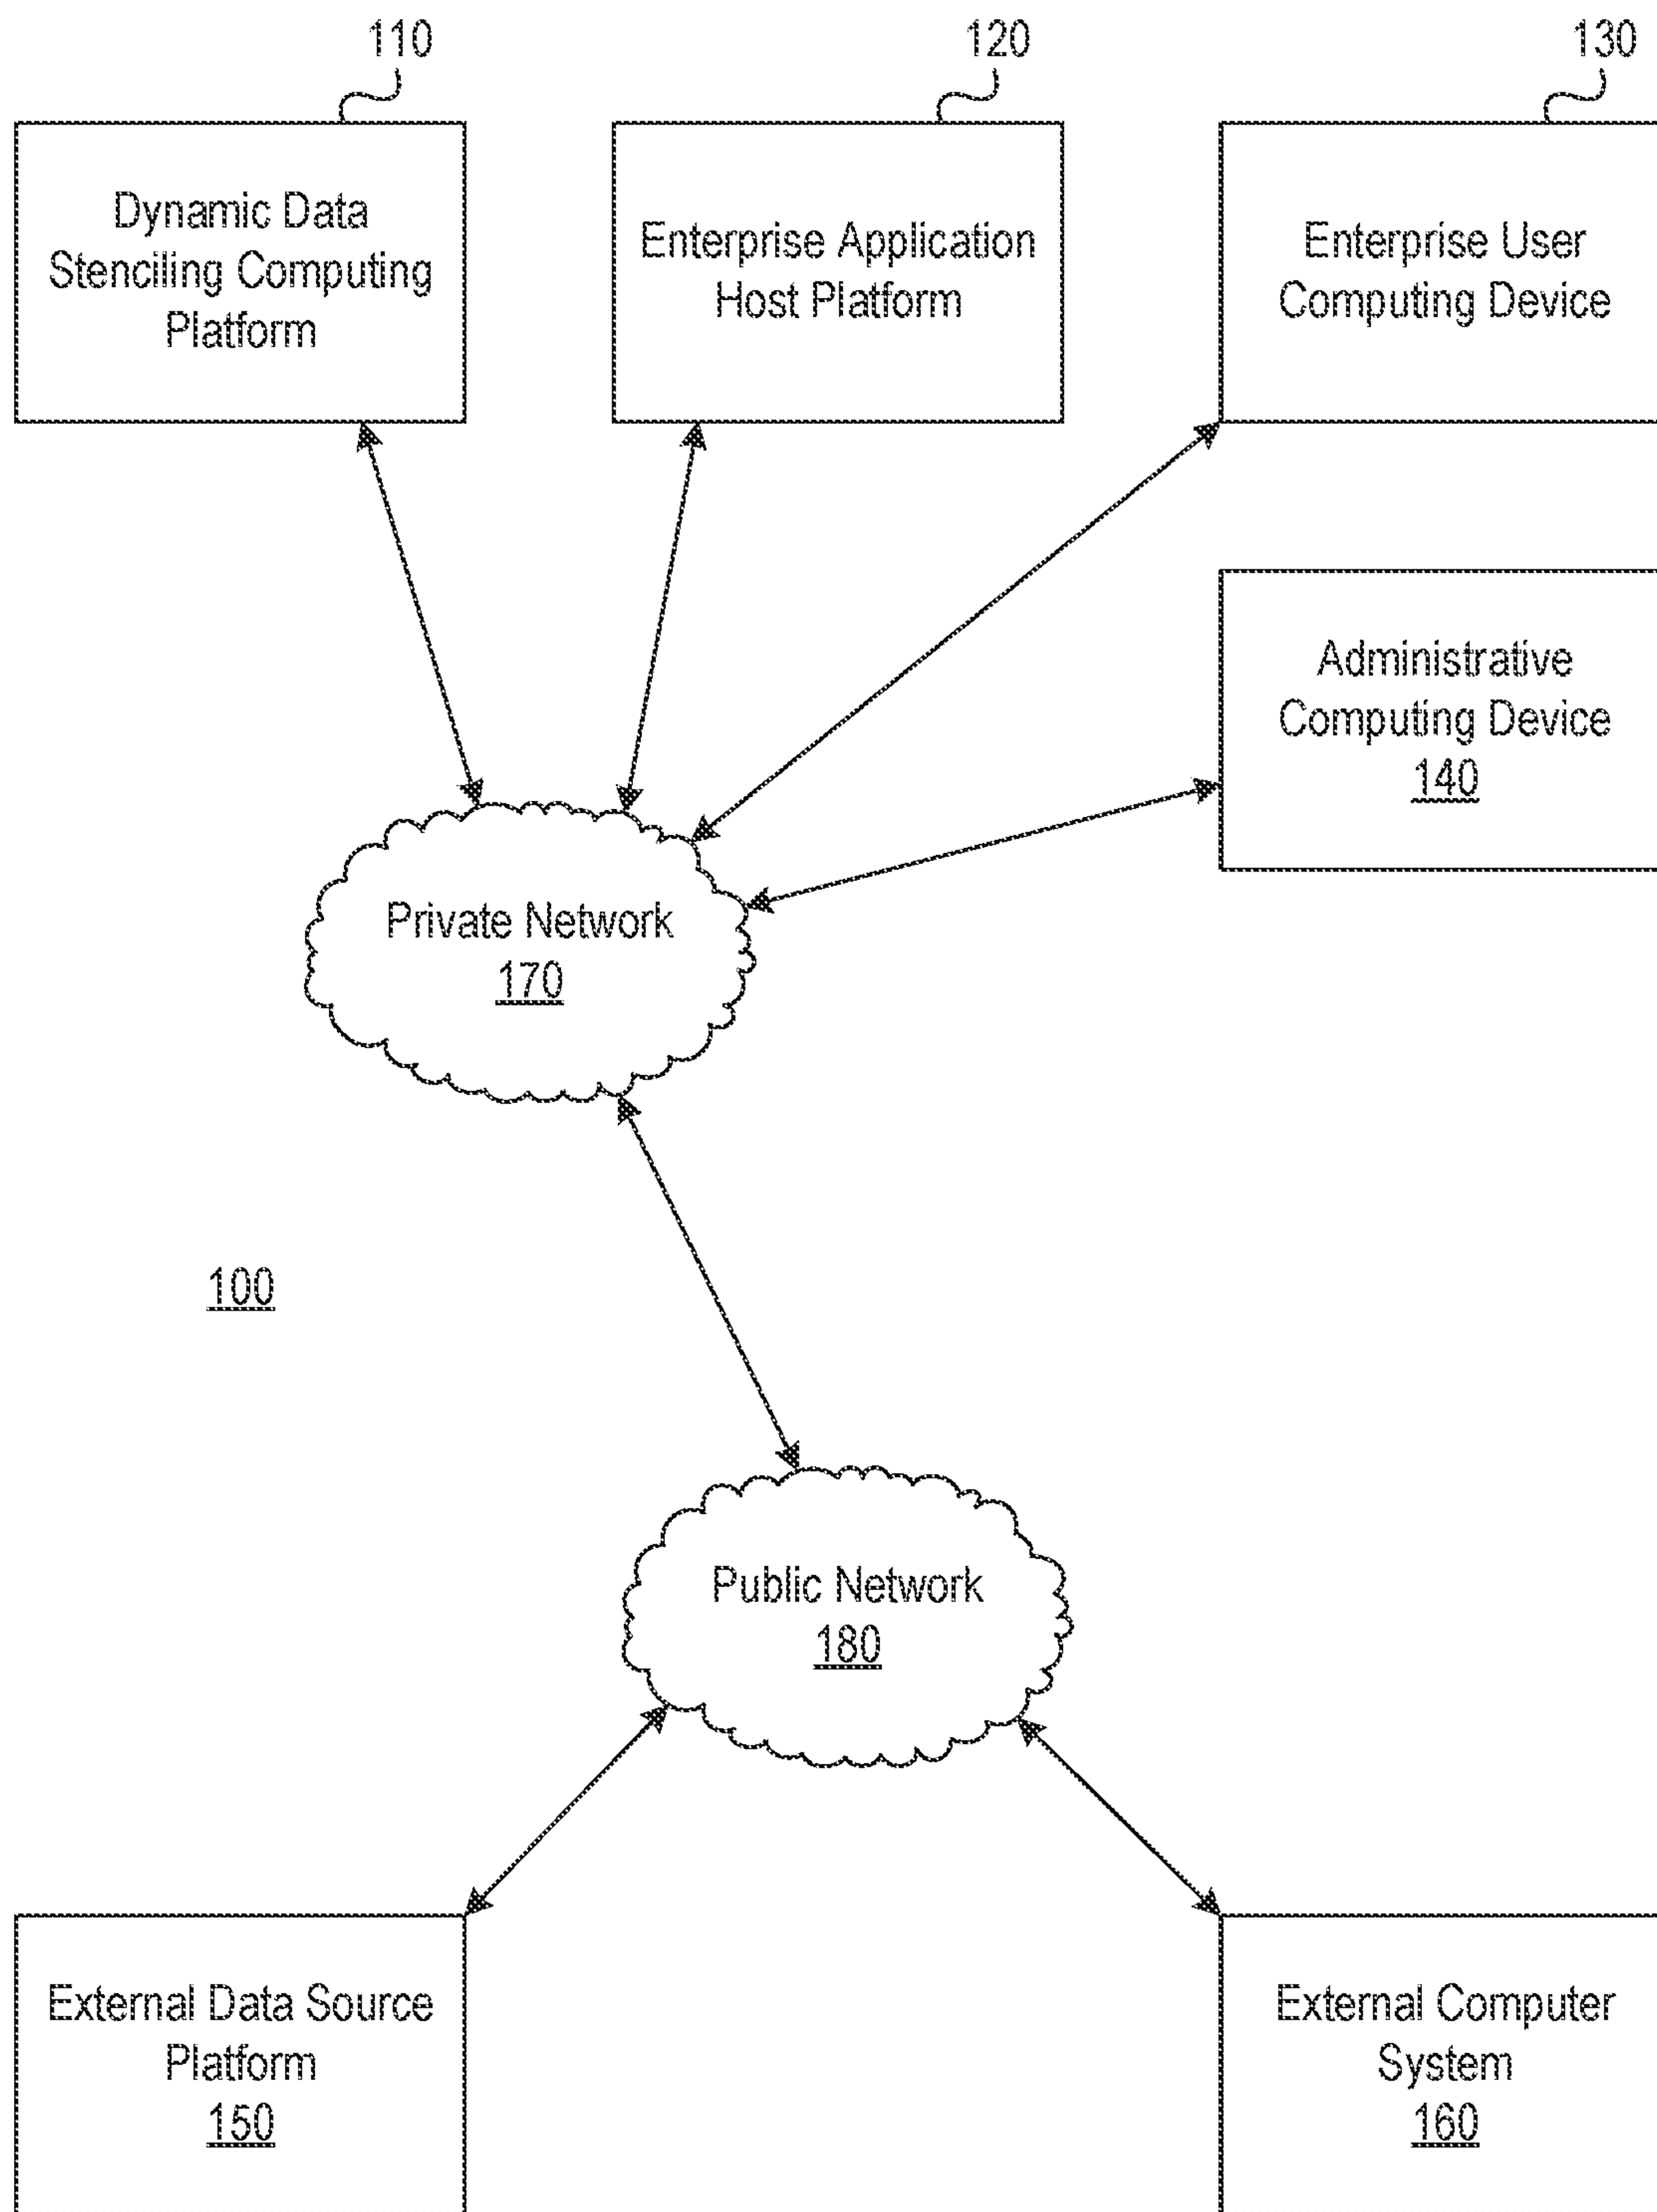 110
120
130
Dynamic Data
Stenciling Computing
Platform
Enterprise Application
Host Platform
Enterprise User
Computing Device
Administrative
Computing Device
140
Private Network
170
100
Public Network
180
External Data Source
Platform
150
External Computer
System
160